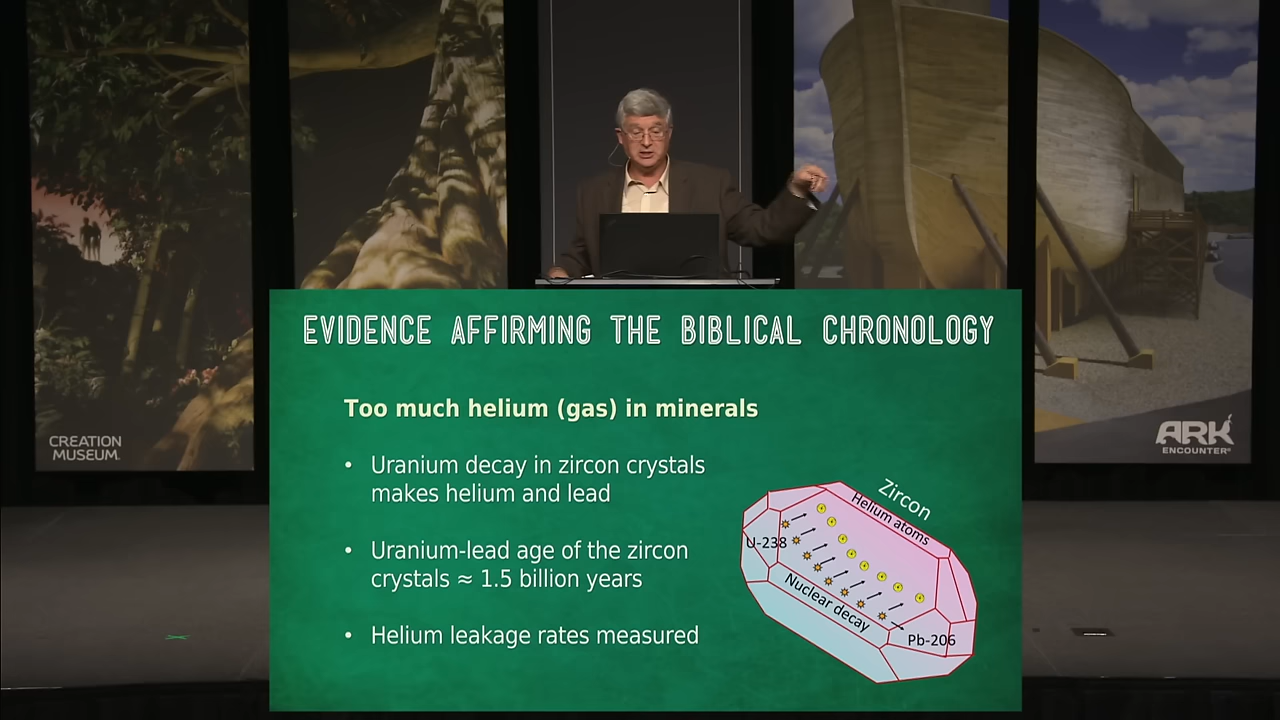 EVIDENCE AFFIRMING THE BIBLICAL CHRONOLOGY
Too much helium (gas) in minerals
• Uranium decay in zircon crystals
makes helium and lead
• Uranium-lead age of the zircon
crystals ≈ 1.5 billion years
• Helium leakage rates measured
Zircon
Helium atoms
U-238
Nuclear decay
Pb-206
CREATION
MUSEUM.
ARK
ENCOUNTER®